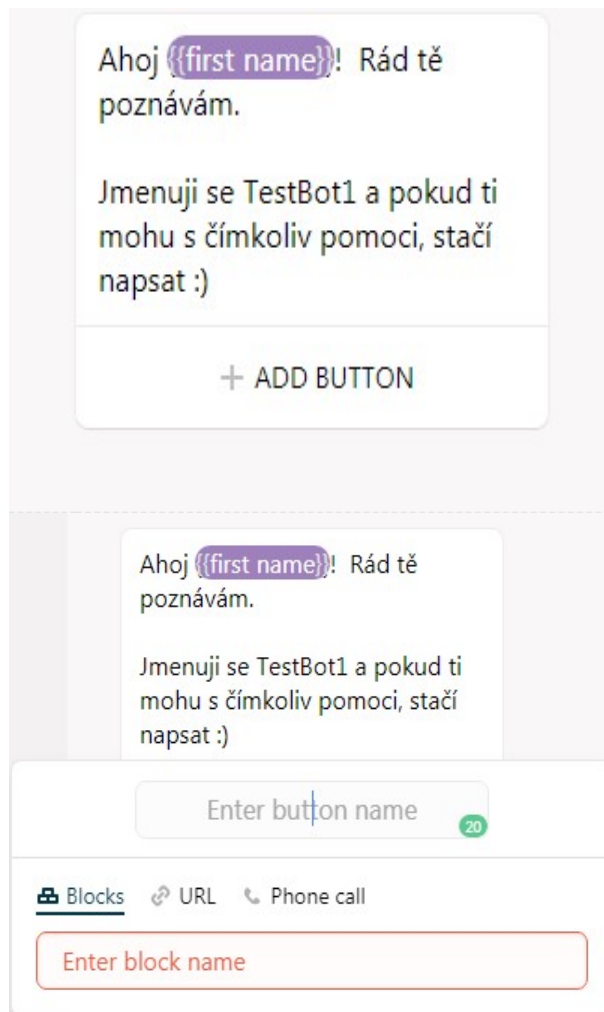 Ahoj {{first name}}! Rád tě
poznávám.
Jmenuji se TestBot1 a pokud ti
mohu s čímkoliv pomoci, stačí
napsat :)
+ ADD BUTTON
Ahoj {{first name}}! Rád tě
poznávám.
Jmenuji se TestBot1 a pokud ti
mohu s čímkoliv pomoci, stačí
napsat :)
Enter button name 20
Blocks URL Phone call
Enter block name